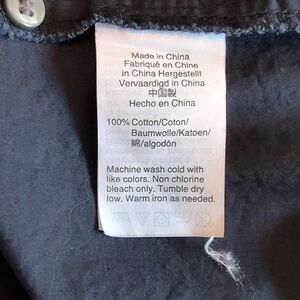 Made in China
Fabriqué en Chine
in China Hergestellt
Vervaardigd in China
中国製
Hecho en China
100% Cotton/Coton/
Baumwolle/Katoen/
綿/algodón
Machine wash cold with
like colors. Non chlorine
bleach only. Tumble dry
low. Warm iron as needed.